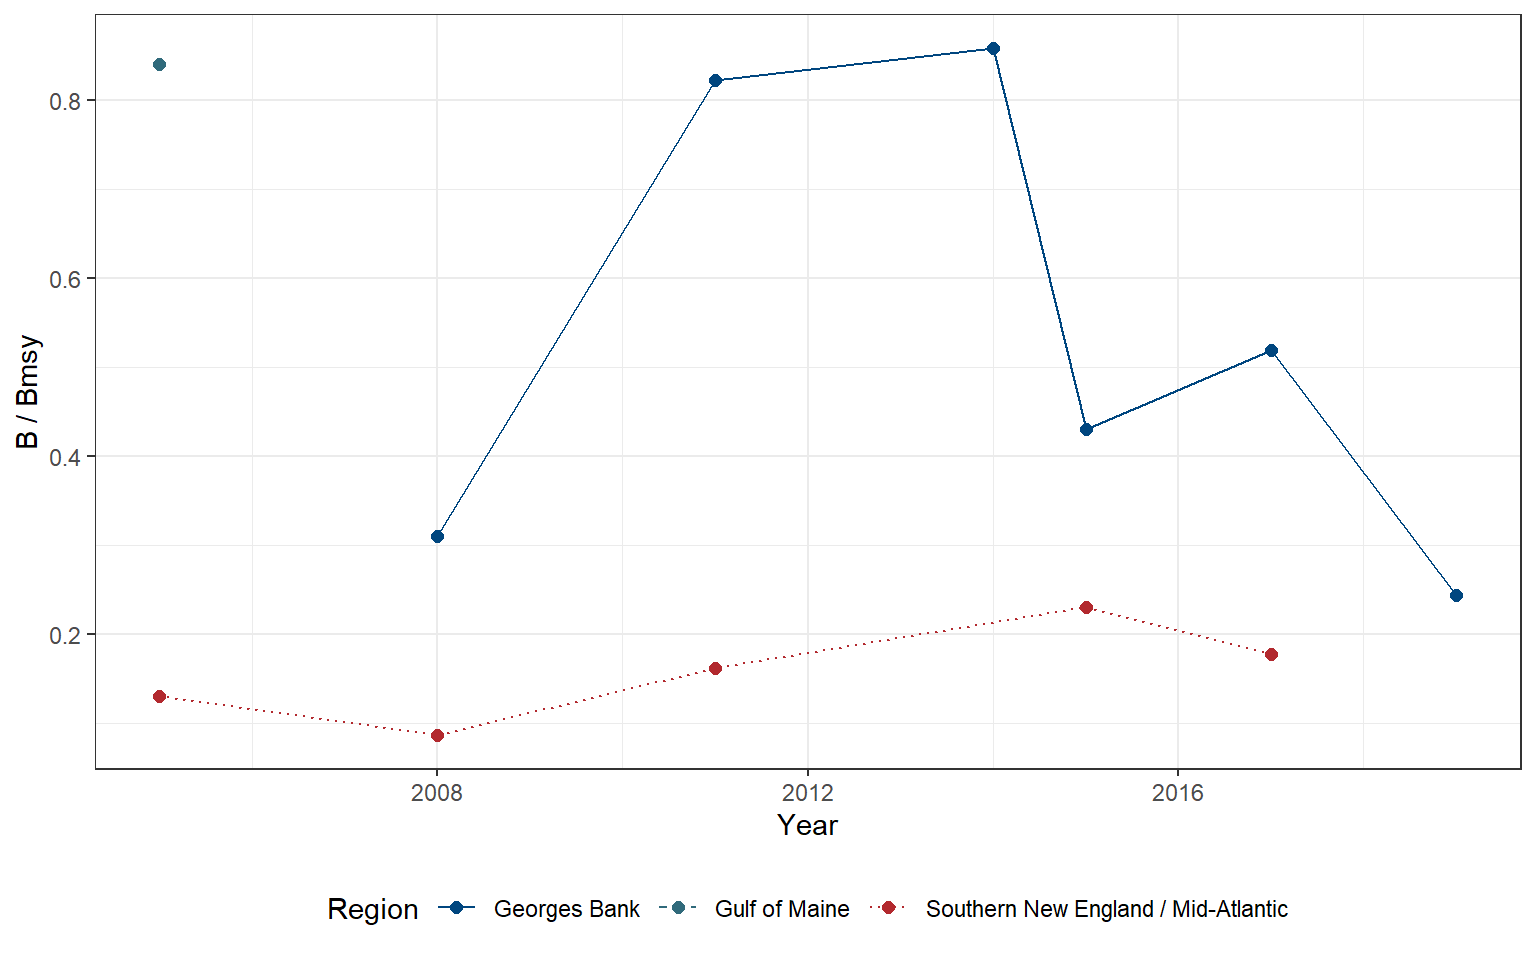 0.8
0.6
0.4
0.2
B / Bmsy
2008 2012 2016
Year
Region Georges Bank Gulf of Maine Southern New England / Mid-Atlantic